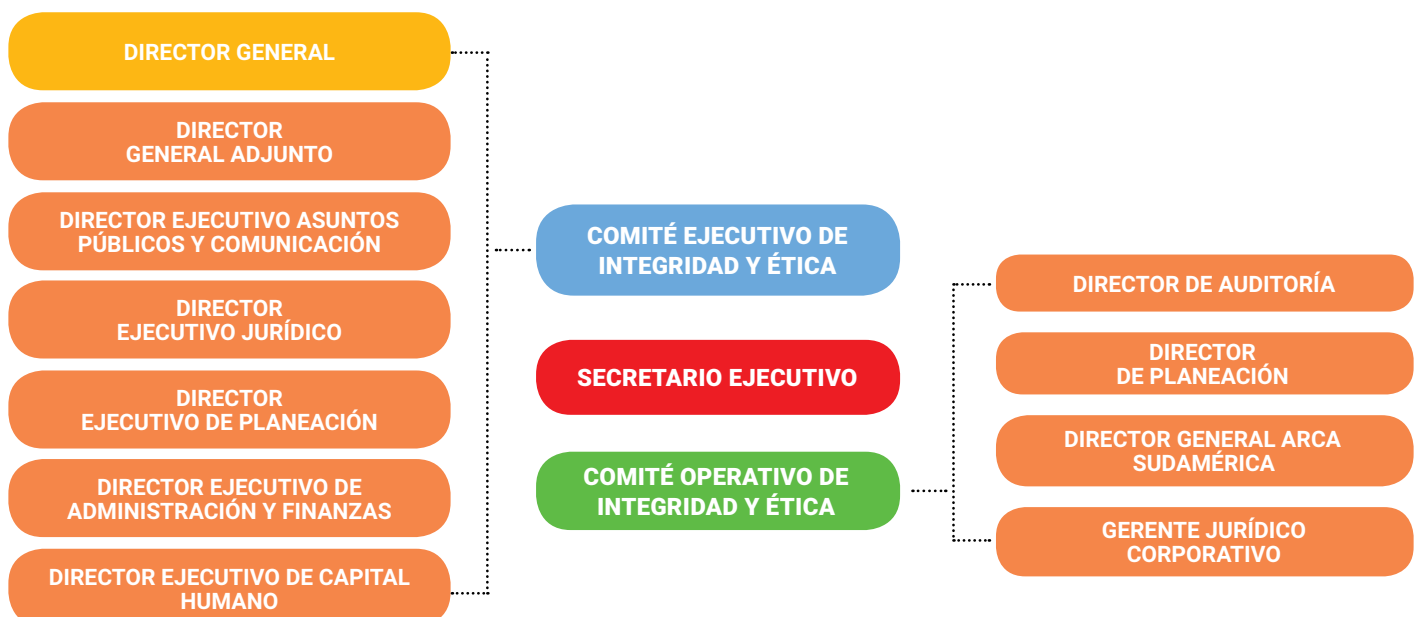 DIRECTOR GENERAL
DIRECTOR
GENERAL ADJUNTO
DIRECTOR EJECUTIVO ASUNTOS
PÚBLICOS Y COMUNICACIÓN
DIRECTOR
EJECUTIVO JURÍDICO
DIRECTOR
EJECUTIVO DE PLANEACIÓN
DIRECTOR EJECUTIVO DE
ADMINISTRACIÓN Y FINANZAS
DIRECTOR EJECUTIVO DE CAPITAL
HUMANO
COMITÉ EJECUTIVO DE
INTEGRIDAD Y ÉTICA
SECRETARIO EJECUTIVO
COMITÉ OPERATIVO DE
INTEGRIDAD Y ÉTICA
DIRECTOR DE AUDITORÍA
DIRECTOR
DE PLANEACIÓN
DIRECTOR GENERAL ARCA
SUDAMÉRICA
GERENTE JURÍDICO
CORPORATIVO